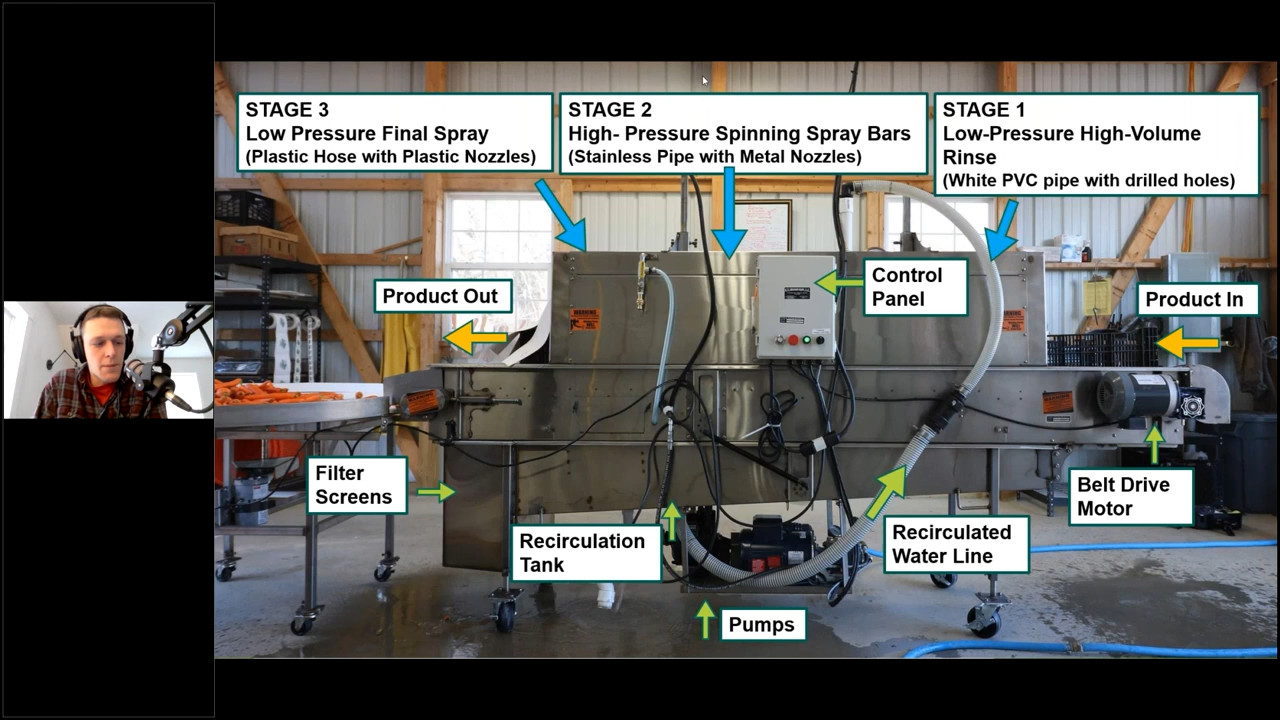 STAGE 3
Low Pressure Final Spray
(Plastic Hose with Plastic Nozzles)
STAGE 2
High- Pressure Spinning Spray Bars
(Stainless Pipe with Metal Nozzles)
STAGE 1
Low-Pressure High-Volume
Rinse
(White PVC pipe with drilled holes)
Product Out
Control
Panel
Product In
WARNING
Filter
Screens
Recirculation
Tank
Recirculated
Water Line
Belt Drive
Motor
Pumps